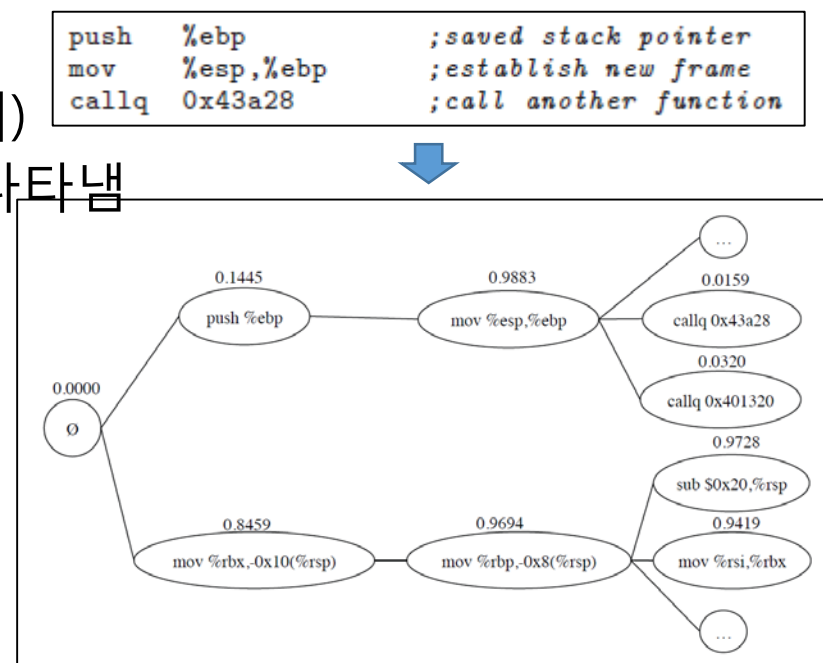 push %ebp ;saved stack pointer
mov %esp,%ebp ;establish new frame
callq 0x43a28 ;call another function
)
타냄
...
0.1445
0.9883
0.0159
push %ebp
mov %esp,%ebp
callq 0x43a28
0.0320
0.0000
callq 0x401320
Ø
0.9728
sub $0x20,%rsp
0.8459
0.9694
0.9419
mov %rbx,-0x10(%rsp)
mov %rbp,-0x8(%rsp)
mov %rsi,%rbx
...